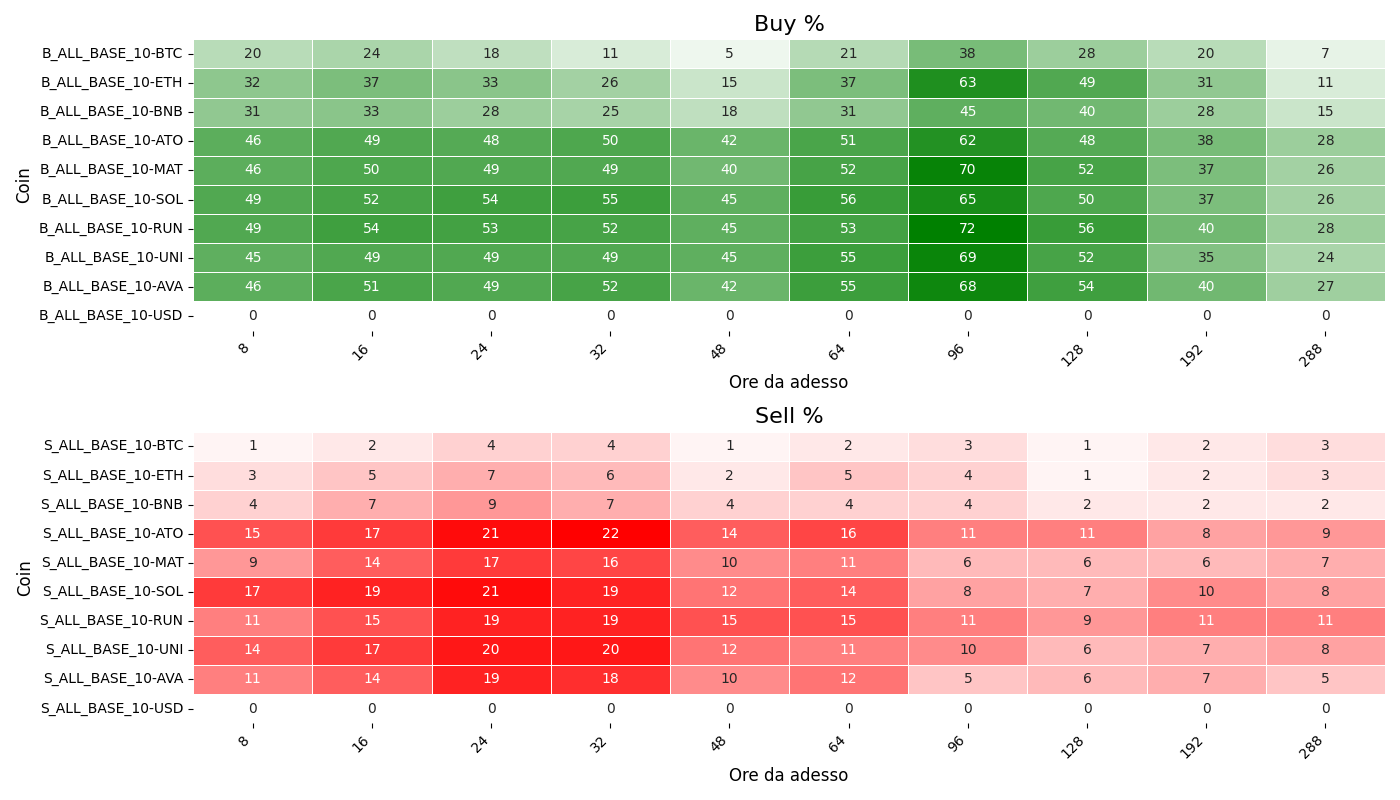 Buy %
Coin
B_ALL_BASE_10-BTC 20 24 18 11 5 21 38 28 20 7
B_ALL_BASE_10-ETH 32 37 33 26 15 37 63 49 31 11
B_ALL_BASE_10-BNB 31 33 28 25 18 31 45 40 28 15
B_ALL_BASE_10-ATO 46 49 48 50 42 51 62 48 38 28
B_ALL_BASE_10-MAT 46 50 49 49 40 52 70 52 37 26
B_ALL_BASE_10-SOL 49 52 54 55 45 56 65 50 37 26
B_ALL_BASE_10-RUN 49 54 53 52 45 53 72 56 40 28
B_ALL_BASE_10-UNI 45 49 49 49 45 55 69 52 35 24
B_ALL_BASE_10-AVA 46 51 49 52 42 55 68 54 40 27
B_ALL_BASE_10-USD 0 0 0 0 0 0 0 0 0 0
8 16 24 32 48 64 96 128 192 288
Ore da adesso
Sell %
Coin
S_ALL_BASE_10-BTC 1 2 4 4 1 2 3 1 2 3
S_ALL_BASE_10-ETH 3 5 7 6 2 5 4 1 2 3
S_ALL_BASE_10-BNB 4 7 9 7 4 4 4 2 2 2
S_ALL_BASE_10-ATO 15 17 21 22 14 16 11 11 8 9
S_ALL_BASE_10-MAT 9 14 17 16 10 11 6 6 6 7
S_ALL_BASE_10-SOL 17 19 21 19 12 14 8 7 10 8
S_ALL_BASE_10-RUN 11 15 19 19 15 15 11 9 11 11
S_ALL_BASE_10-UNI 14 17 20 20 12 11 10 6 7 8
S_ALL_BASE_10-AVA 11 14 19 18 10 12 5 6 7 5
S_ALL_BASE_10-USD 0 0 0 0 0 0 0 0 0 0
8 16 24 32 48 64 96 128 192 288
Ore da adesso